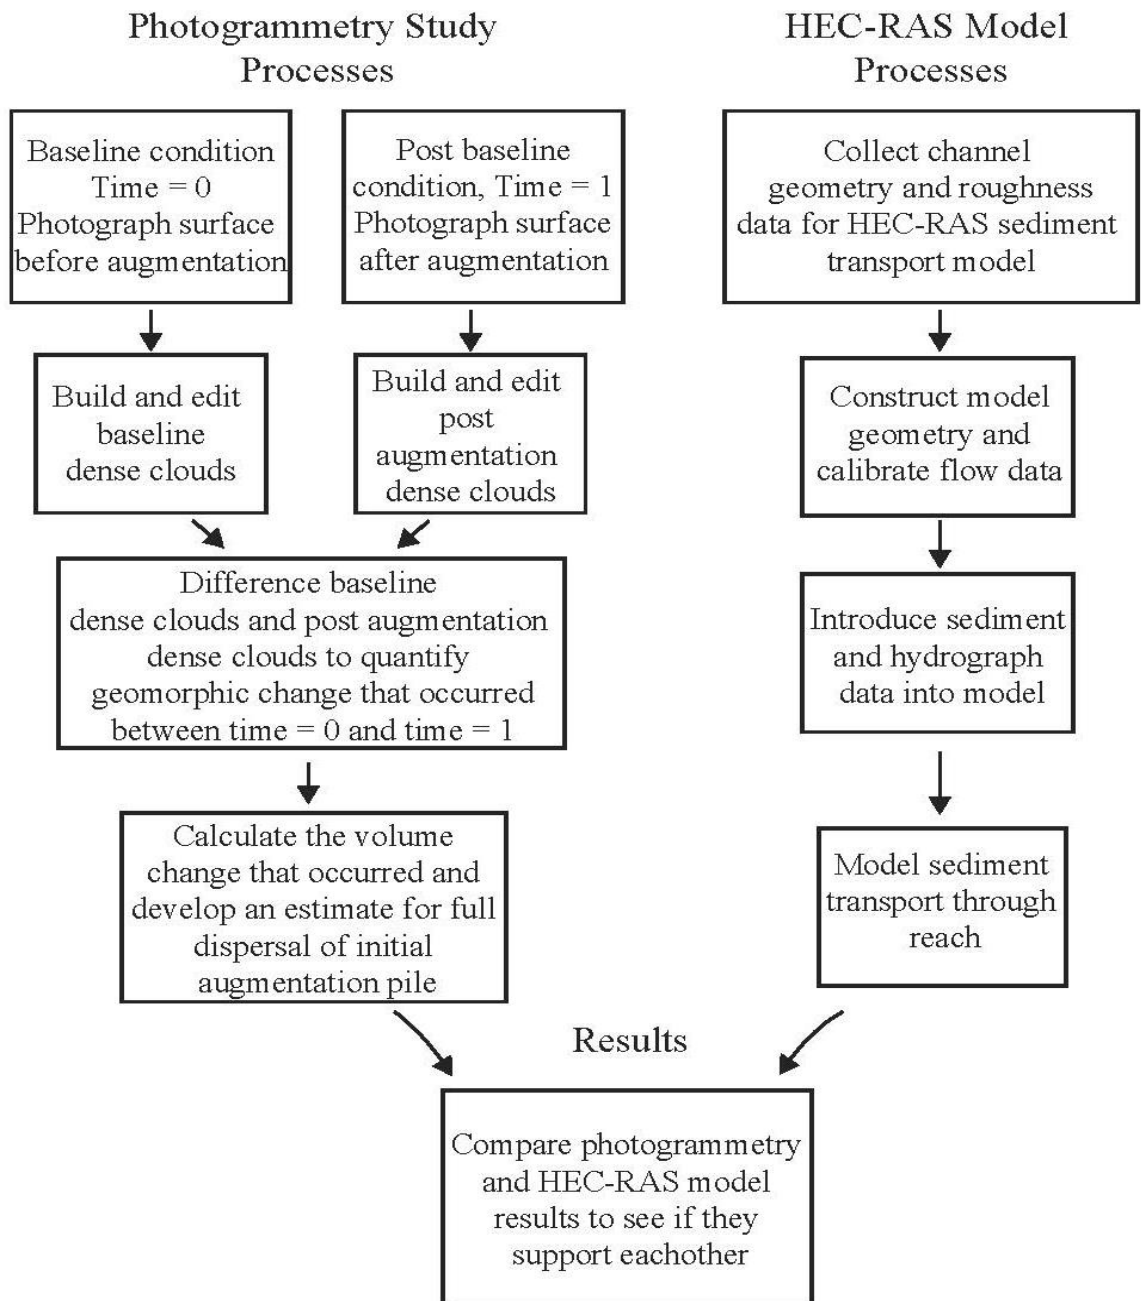 Photogrammetry Study
Processes
HEC-RAS Model
Processes
Baseline condition
Time = 0
Photograph surface
before augmentation
Post baseline
condition, Time = 1
Photograph surface
after augmentation
Collect channel
geometry and roughness
data for HEC-RAS sediment
transport model
Build and edit
baseline
dense clouds
Build and edit
post
augmentation
dense clouds
Construct model
geometry and
calibrate flow data
Difference baseline
dense clouds and post augmentation
dense clouds to quantify
geomorphic change that occurred
between time = 0 and time = 1
Introduce sediment
and hydrograph
data into model
Calculate the volume
change that occurred and
develop an estimate for full
dispersal of initial
augmentation pile
Model sediment
transport through
reach
Results
Compare photogrammetry
and HEC-RAS model
results to see if they
support eachother